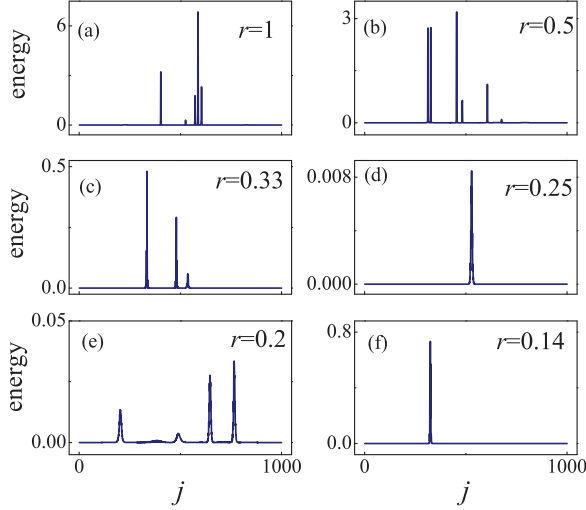 (a) r=1
6
0
energy
(b) r=0.5
3
0
(c) r=0.33
0.5
0.0
energy
(d) r=0.25
0.008
0.000
(e) r=0.2
0.05
0.00
energy
0 1000
j
(f) r=0.14
0.8
0.0
0 1000
j